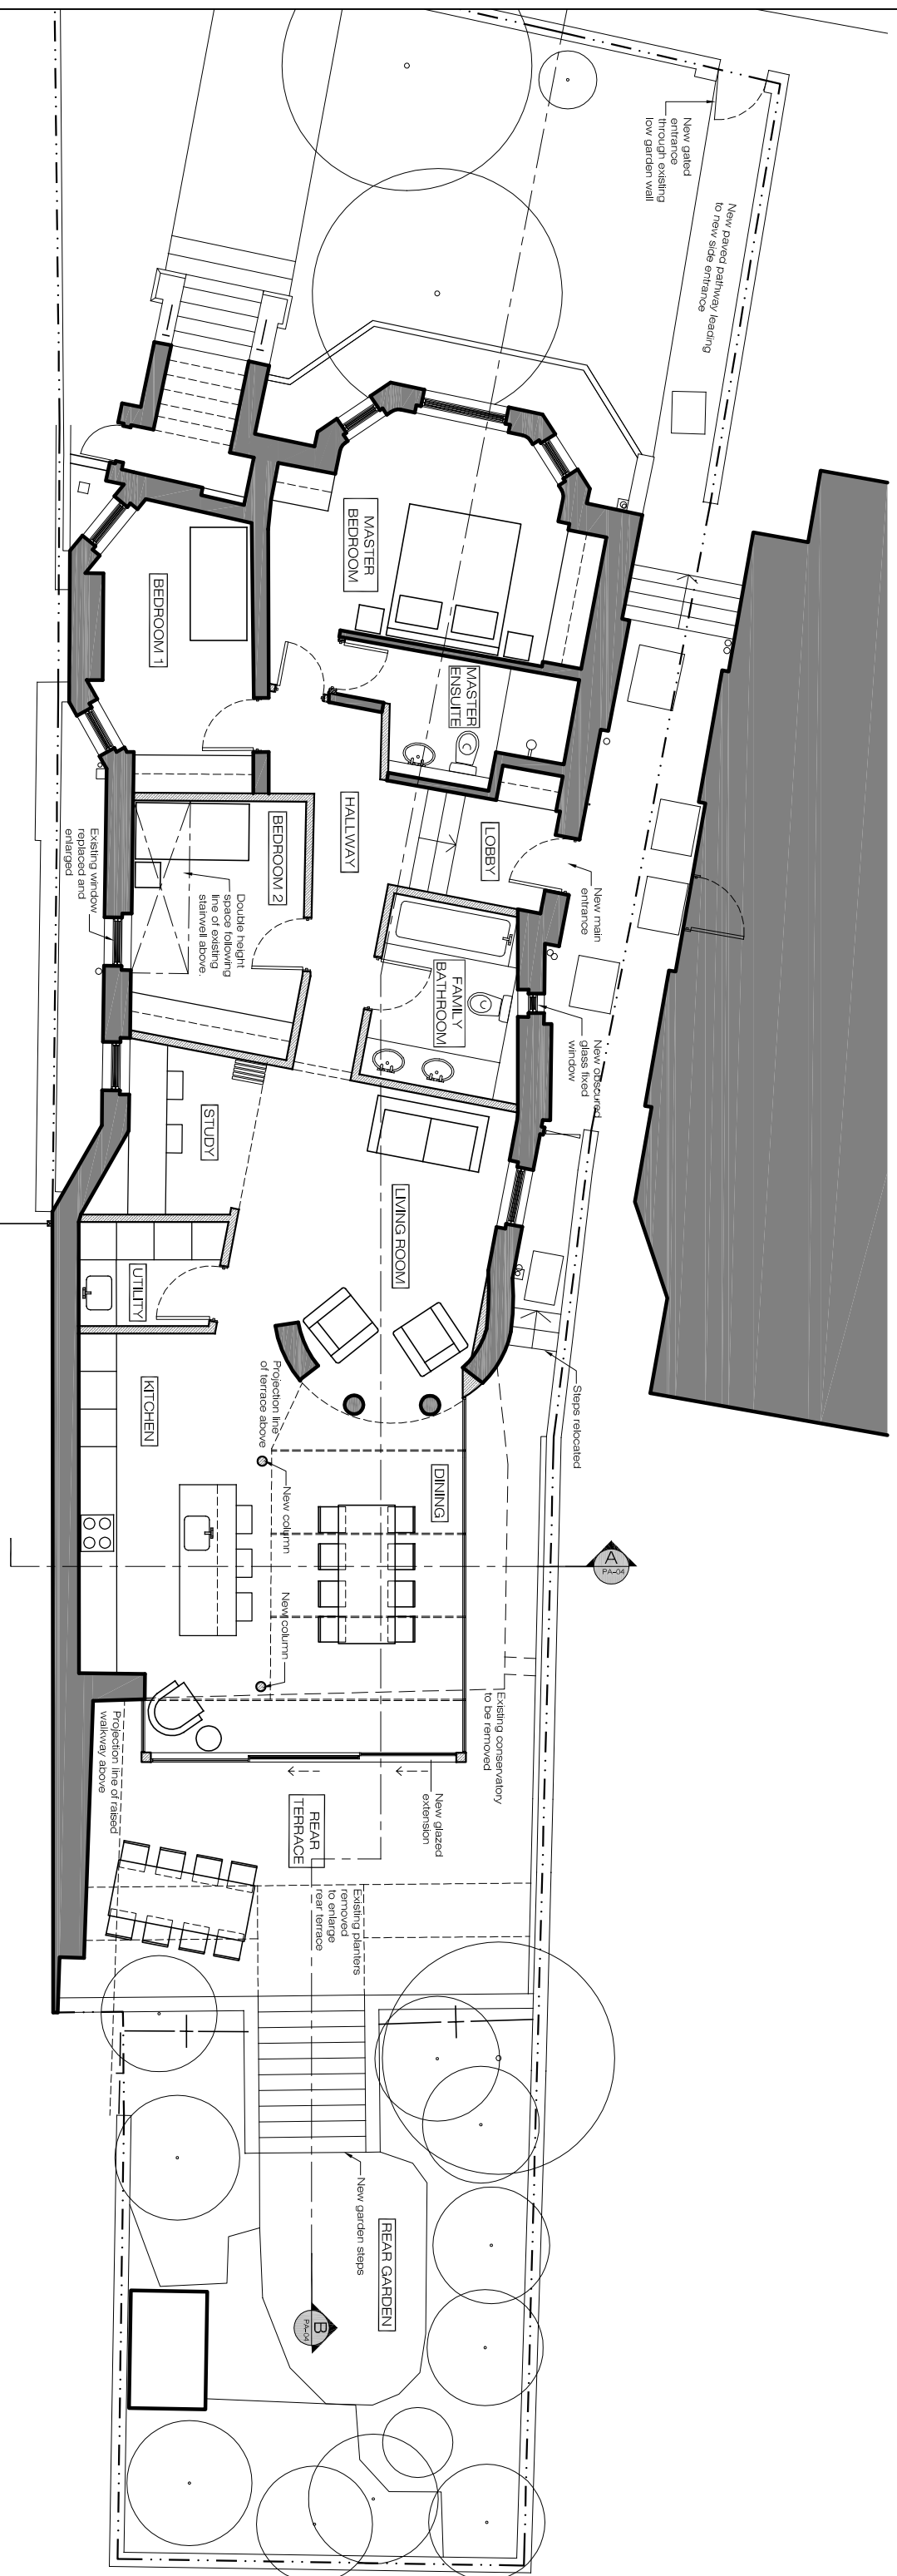 New gated
entrance
through existing
low garden wall
New paved pathway leading
to new side entrance
MASTER
BEDROOM
BEDROOM 1
MASTER
ENSUITE
HALLWAY
LOBBY
New main
entrance
BEDROOM 2
Existing window
replaced and
enlarged
Double height
space following
line of existing
stairwell above.
FAMILY
BATHROOM
New obscured
glass fixed
window
STUDY
LIVING ROOM
UTILITY
Steps relocated
Projection line
of terrace above
KITCHEN
DINING
New column
A
PA-04
New column
Existing conservatory
to be removed
Projection line of raised
walkway above
New glazed
extension
REAR
TERRACE
Existing planters
removed
to enlarge
rear terrace
New garden steps
REAR GARDEN
B
PA-04